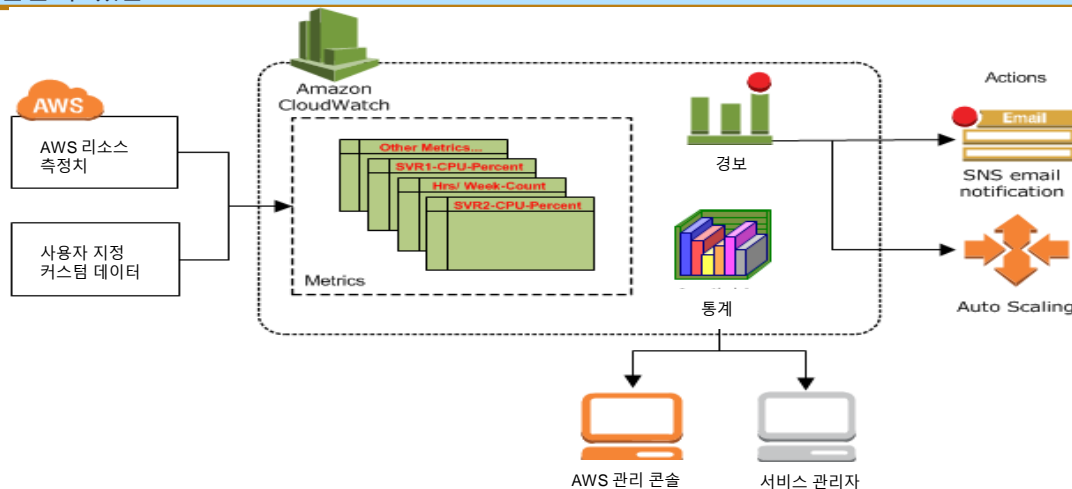 AWS
AWS 리소스
측정치
사용자 지정
커스텀 데이터
Amazon
CloudWatch
Other Metrics...
SVR1-CPU-Percent
Hrs/ Week-Count
SVR2-CPU-Percent
Metrics
경보
통계
Actions
Email
SNS email
notification
Auto Scaling
AWS 관리 콘솔
서비스 관리자